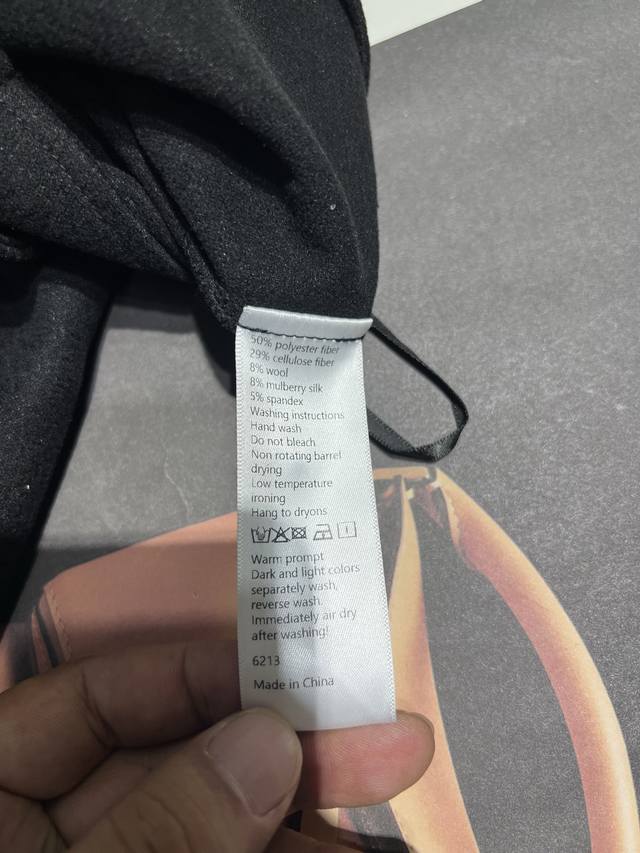 50% polyester fiber
29% cellulose fiber
8% wool
8% mulberry silk
5% spandex
Washing instructions
Hand wash
Do not bleach
Non rotating barrel
drying
Low temperature
ironing
Hang to dryons
Warm prompt
Dark and light colors
separately wash,
reverse wash.
Immediately air dry
after washing!
6213
Made in China